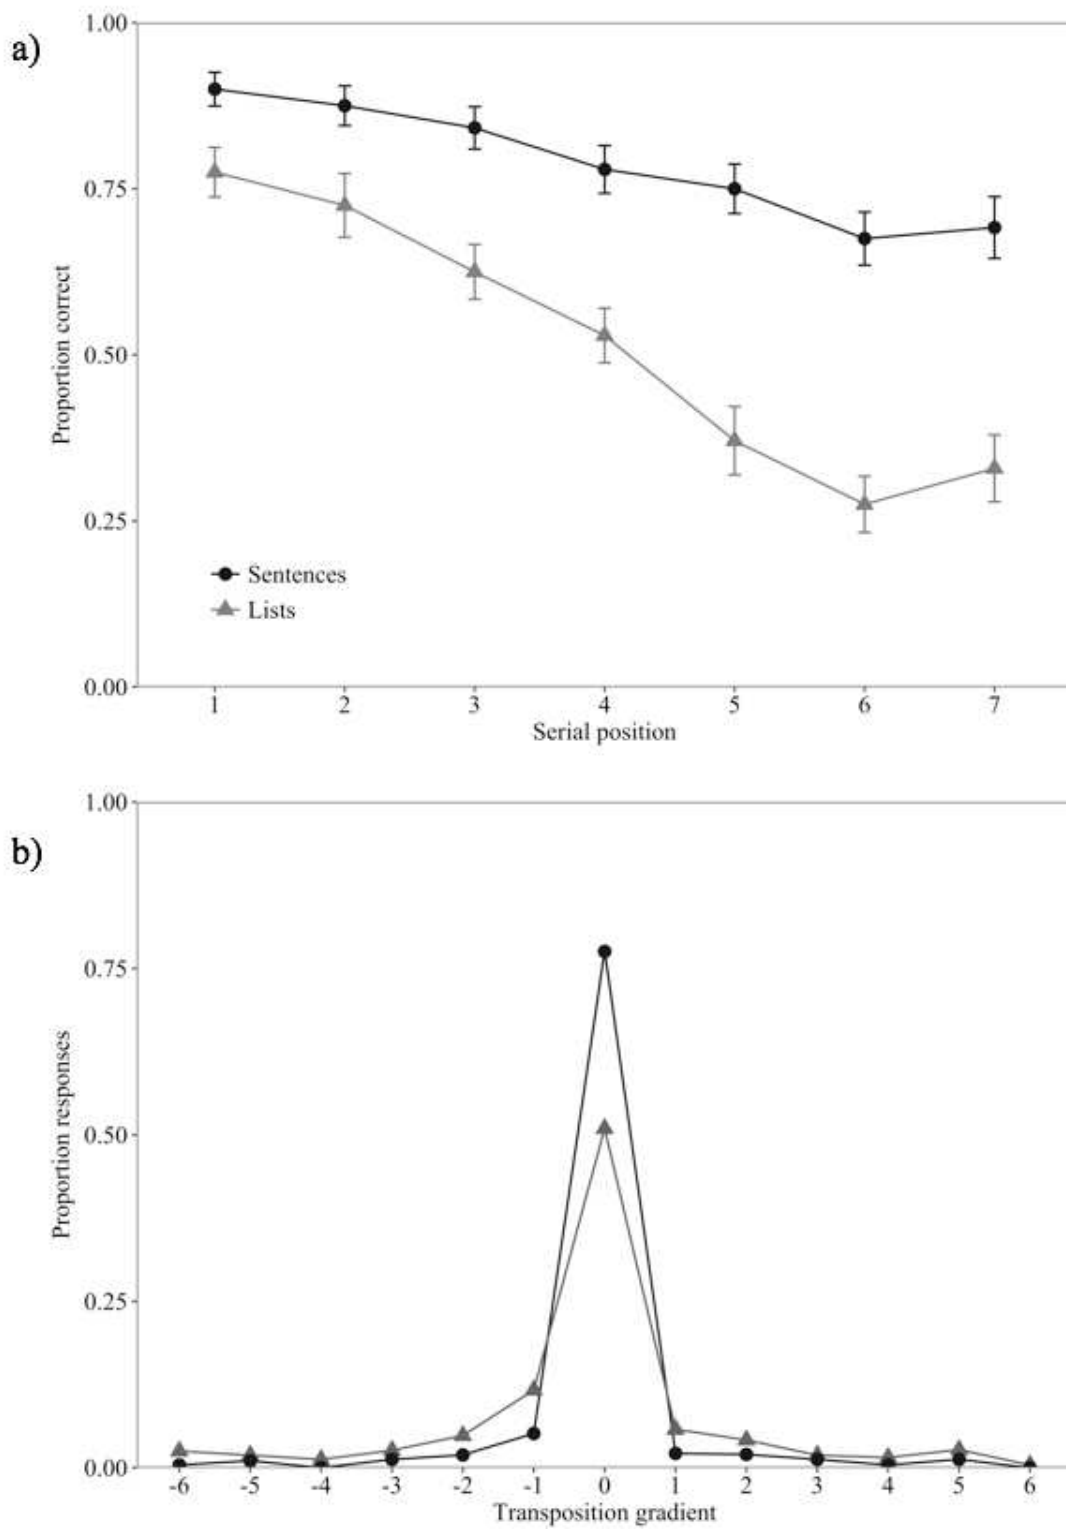 a)
1.00
0.75
0.50
0.25
0.00
Proportion correct
Sentences
Lists
1 2 3 4 5 6 7
Serial position
b)
1.00
0.75
0.50
0.25
0.00
Proportion responses
-6 -5 -4 -3 -2 -1 0 1 2 3 4 5 6
Transposition gradient